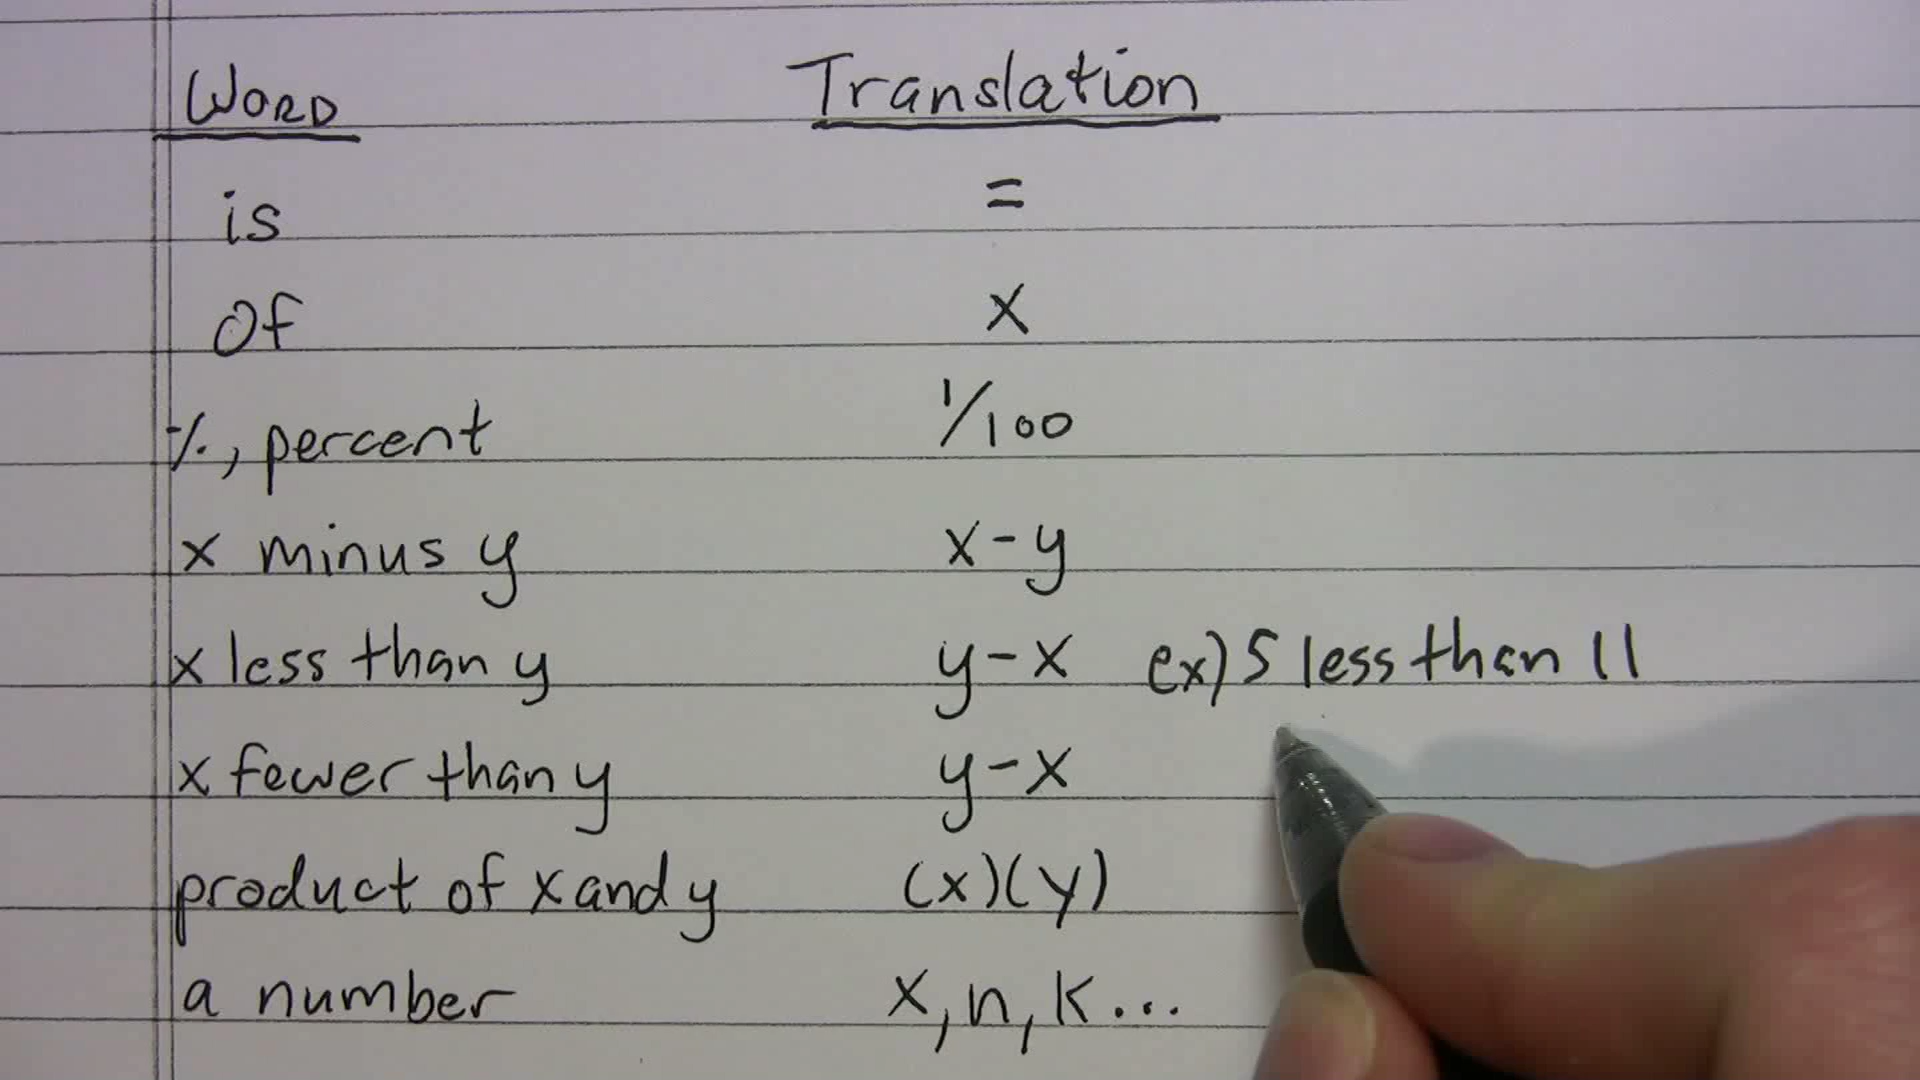 WORD Translation
is =
Of x
%, percent 1/100
x minus y x-y
x less than y y-x ex) 5 less than 11
x fewer than y y-x
product of x and y (x)(y)
a number x, n, k...